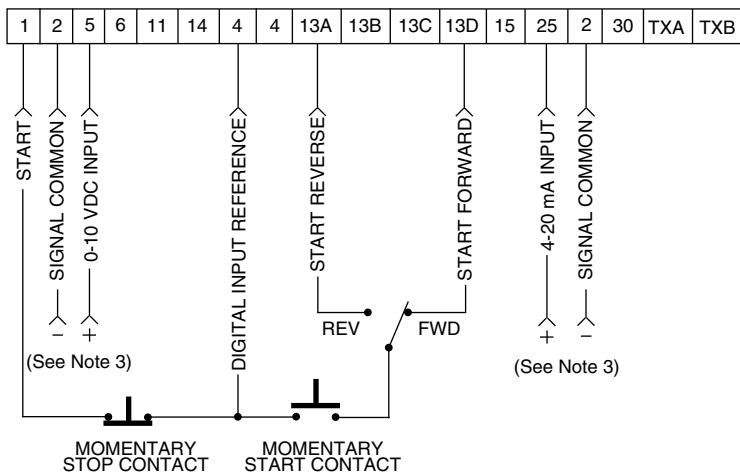 1 2 5 6 11 14 4 4 13A 13B 13C 13D 15 25 2 30 TXA TXB
START
SIGNAL COMMON
0-10 VDC INPUT
DIGITAL INPUT REFERENCE
START REVERSE
START FORWARD
4-20 mA INPUT
SIGNAL COMMON
REV FWD
− +
+ −
(See Note 3)
(See Note 3)
MOMENTARY
STOP CONTACT
MOMENTARY
START CONTACT